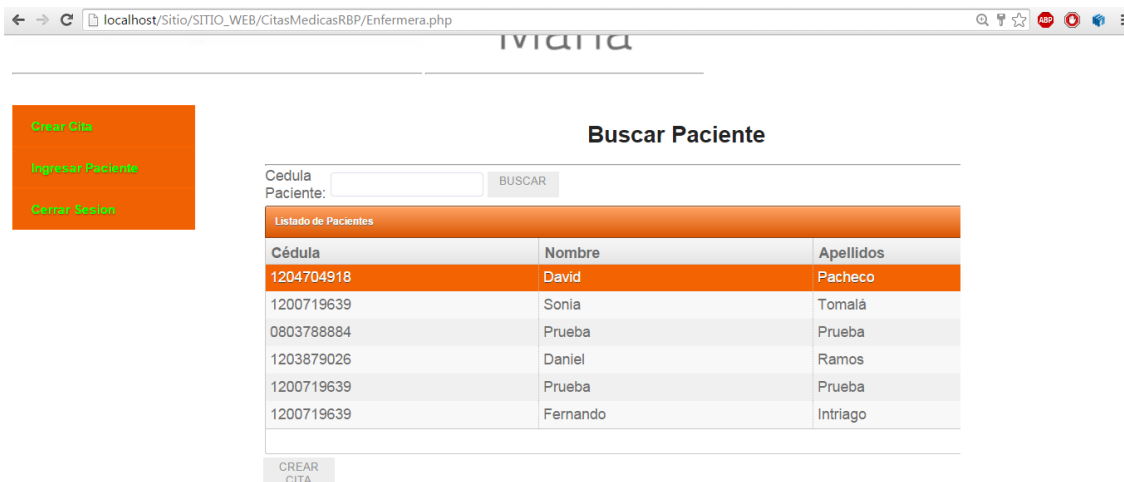 localhost/Sitio/SITIO_WEB/CitasMedicasRBP/Enfermera.php
ABP
María
Crear Cita
Ingresar Paciente
Cerrar Sesion
Buscar Paciente
Cedula
Paciente:
BUSCAR
Listado de Pacientes
Cédula Nombre Apellidos
1204704918 David Pacheco
1200719639 Sonia Tomalá
0803788884 Prueba Prueba
1203879026 Daniel Ramos
1200719639 Prueba Prueba
1200719639 Fernando Intriago
CREAR
CITA